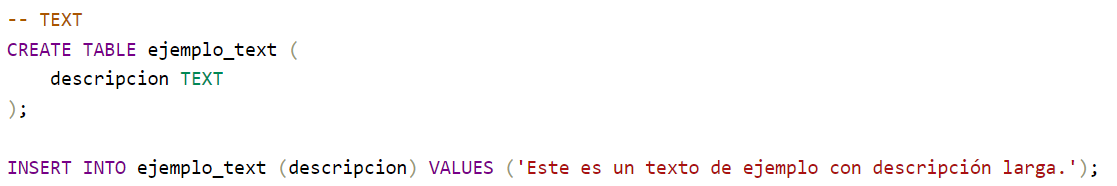 -- TEXT
CREATE TABLE ejemplo_text (
    descripcion TEXT
);

INSERT INTO ejemplo_text (descripcion) VALUES ('Este es un texto de ejemplo con descripción larga.');